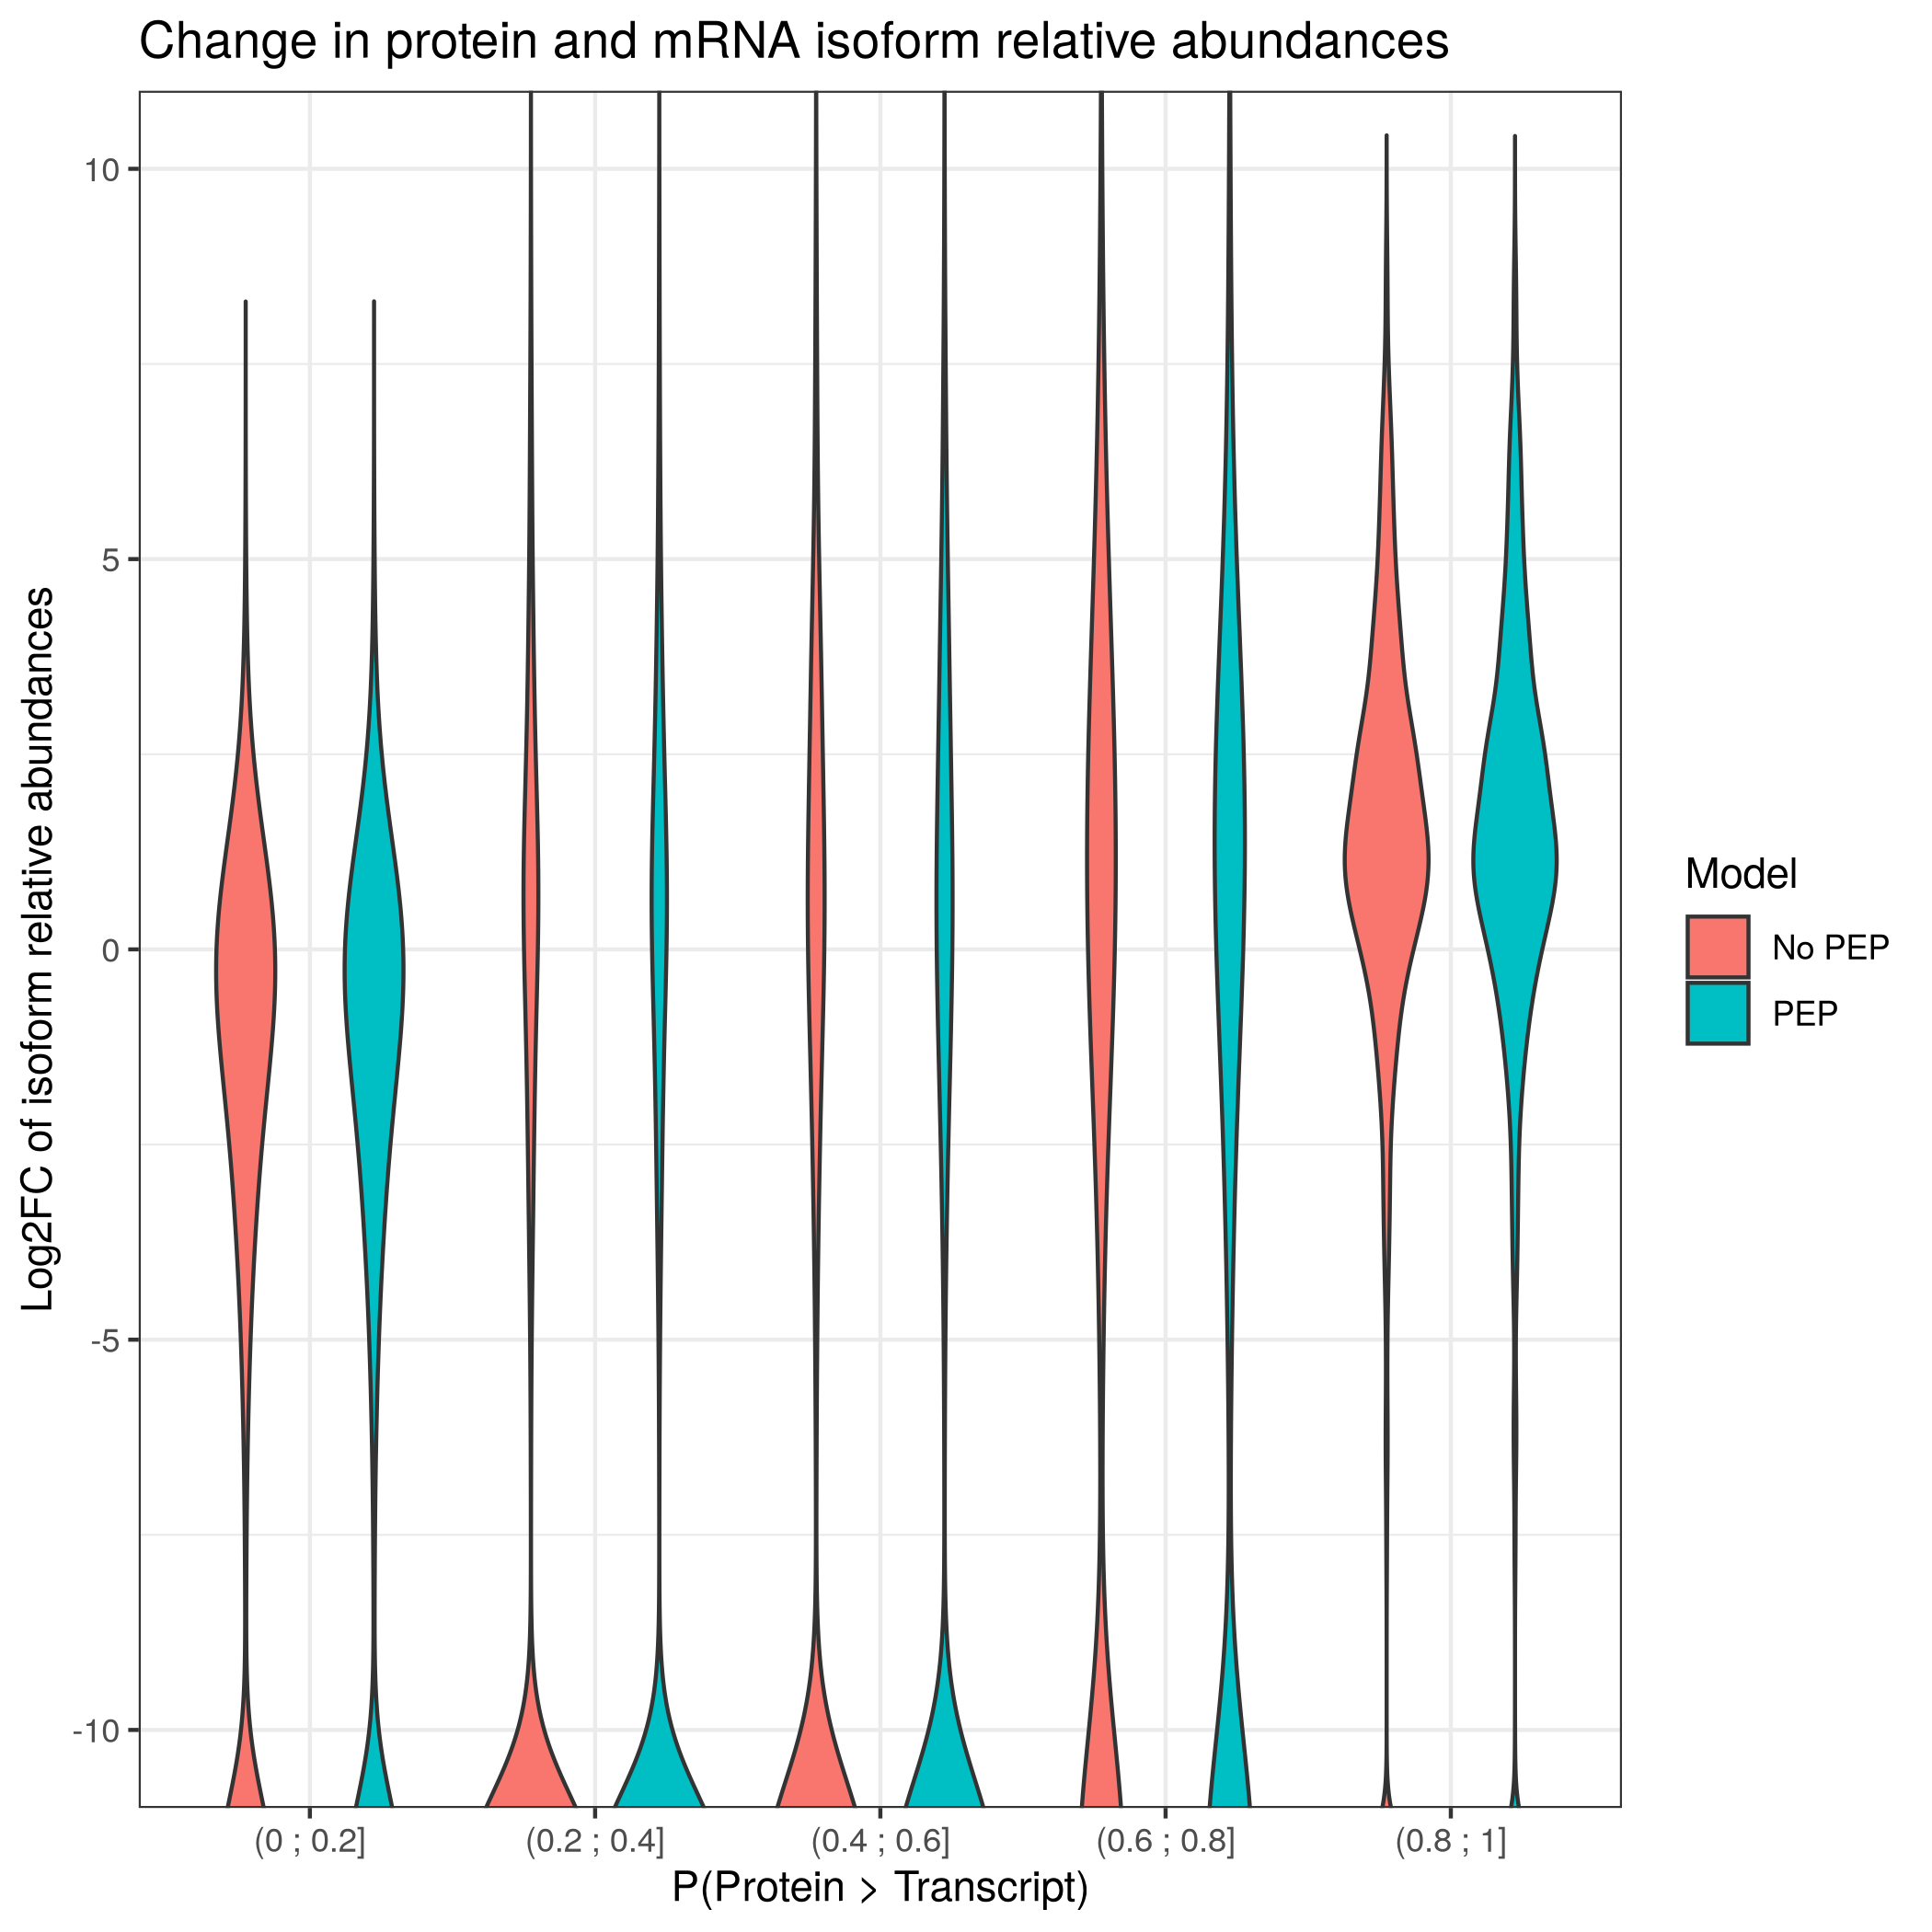 Change in protein and mRNA isoform relative abundances
Log2FC of isoform relative abundances
10
5
0
-5
-10
(0 ; 0.2]
(0.2 ; 0.4]
(0.4 ; 0.6]
(0.6 ; 0.8]
(0.8 ; 1]
P(Protein > Transcript)
Model
No PEP
PEP